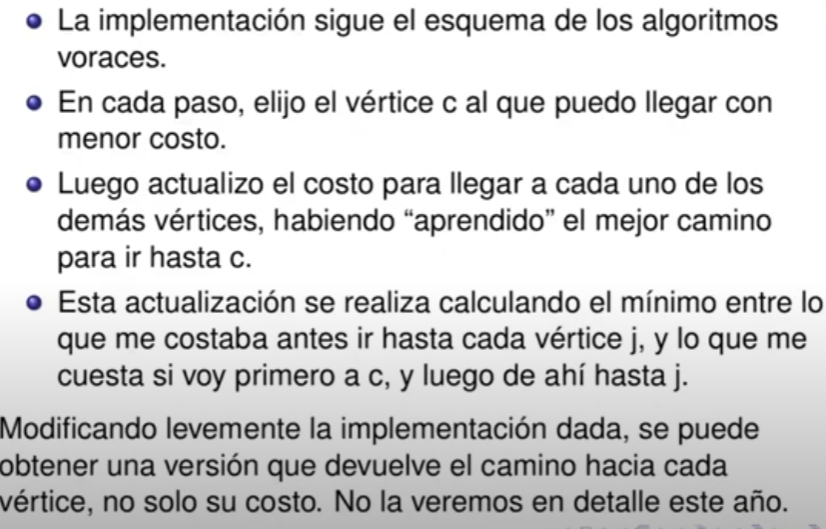 La implementación sigue el esquema de los algoritmos
voraces.
En cada paso, elijo el vértice c al que puedo llegar con
menor costo.
Luego actualizo el costo para llegar a cada uno de los
demás vértices, habiendo “aprendido” el mejor camino
para ir hasta c.
Esta actualización se realiza calculando el mínimo entre lo
que me costaba antes ir hasta cada vértice j, y lo que me
cuesta si voy primero a c, y luego de ahí hasta j.
Modificando levemente la implementación dada, se puede
obtener una versión que devuelve el camino hacia cada
vértice, no solo su costo. No la veremos en detalle este año.